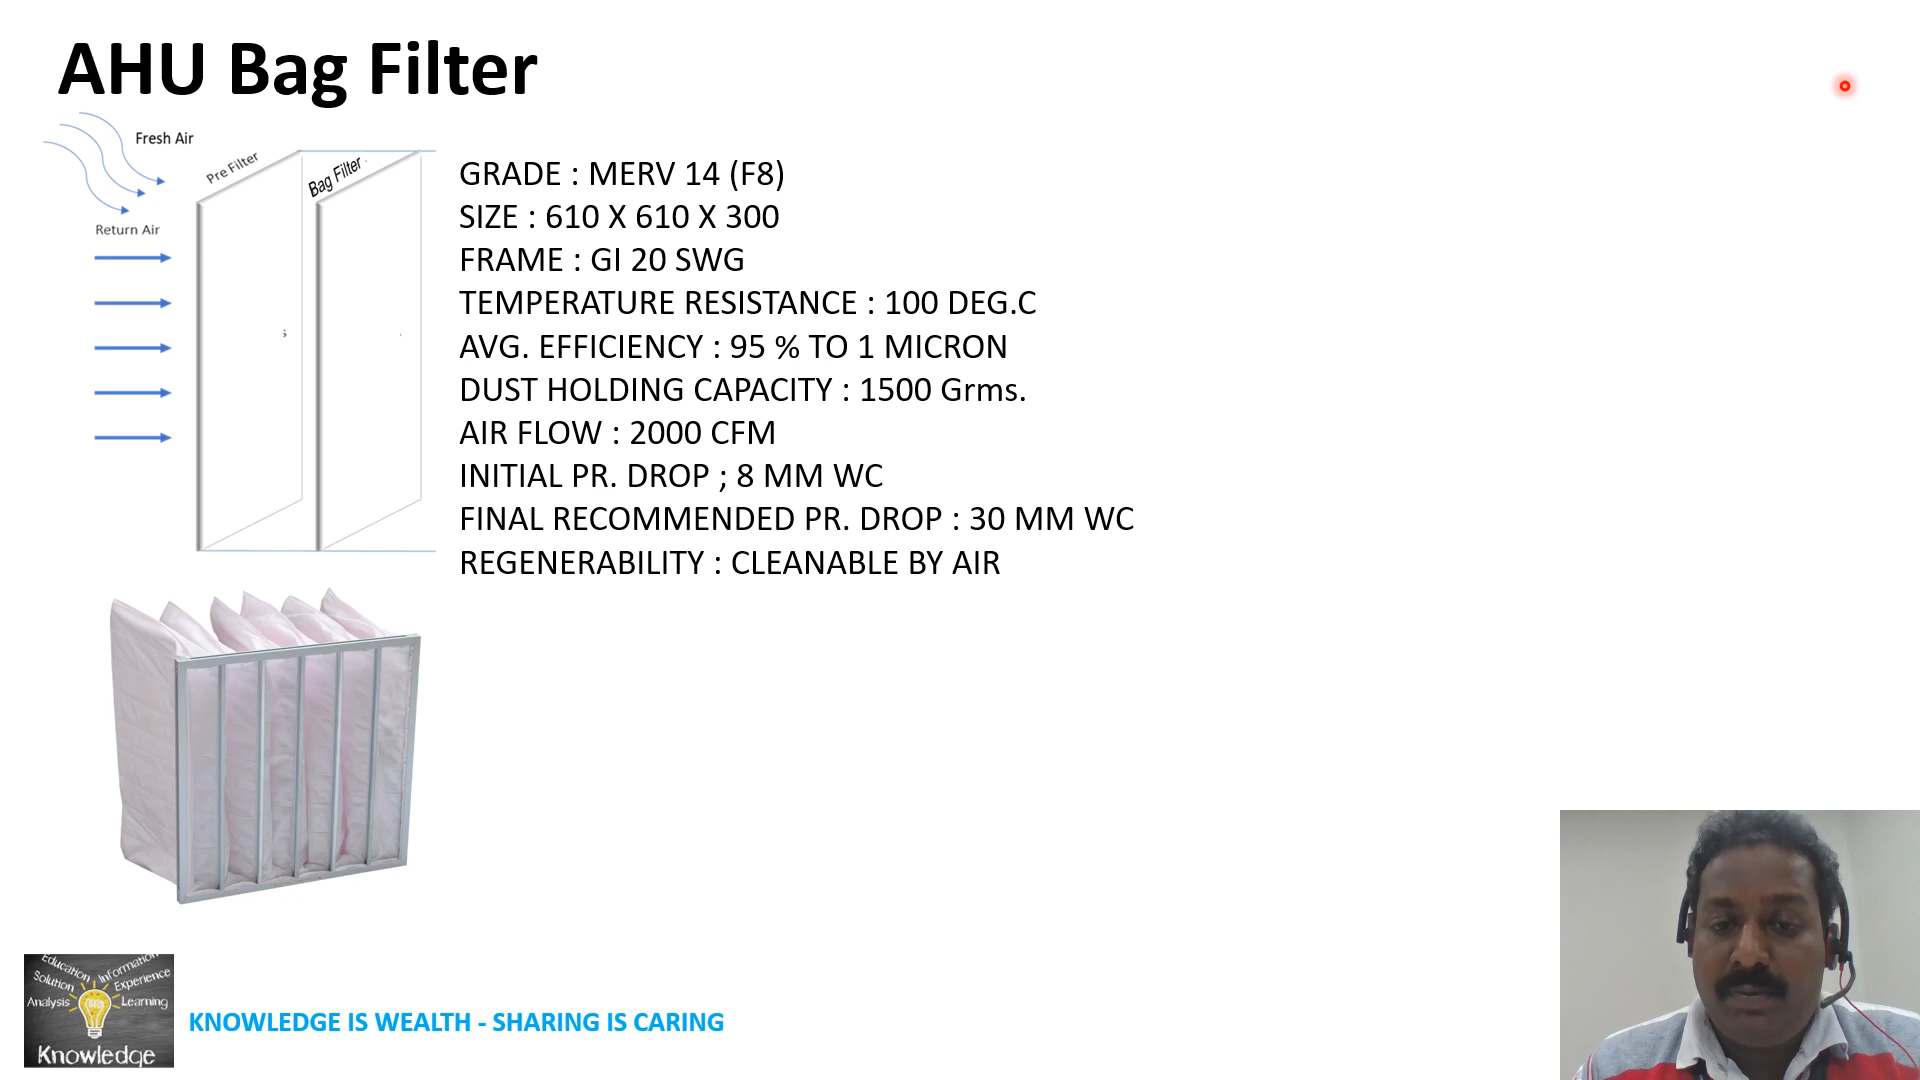 AHU Bag Filter
Fresh Air
Pre Filter
Bag Filter
Return Air
GRADE : MERV 14 (F8)
SIZE : 610 X 610 X 300
FRAME : GI 20 SWG
TEMPERATURE RESISTANCE : 100 DEG.C
AVG. EFFICIENCY : 95 % TO 1 MICRON
DUST HOLDING CAPACITY : 1500 Grms.
AIR FLOW : 2000 CFM
INITIAL PR. DROP ; 8 MM WC
FINAL RECOMMENDED PR. DROP : 30 MM WC
REGENERABILITY : CLEANABLE BY AIR
Education Information
Solution Experience
Analysis Learning
Knowledge
KNOWLEDGE IS WEALTH - SHARING IS CARING